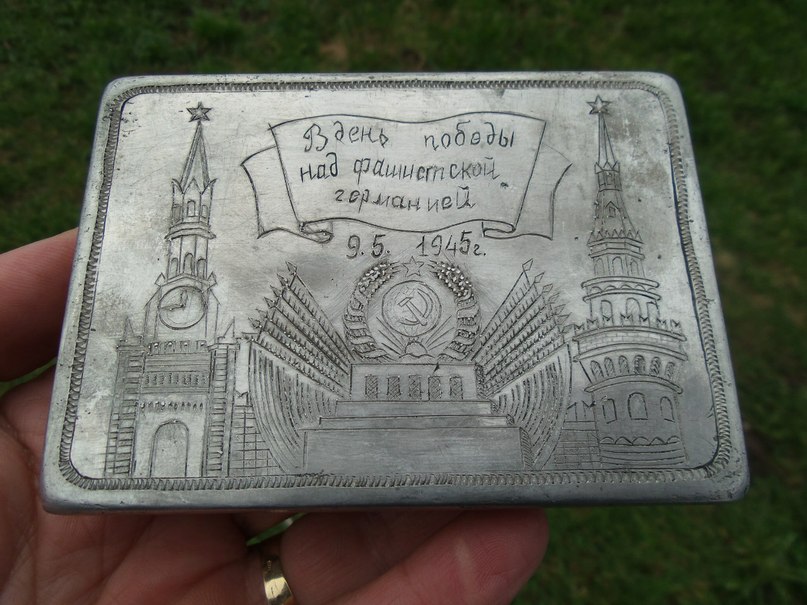 В день победы
над фашистской
германией
9.5. 1945г.